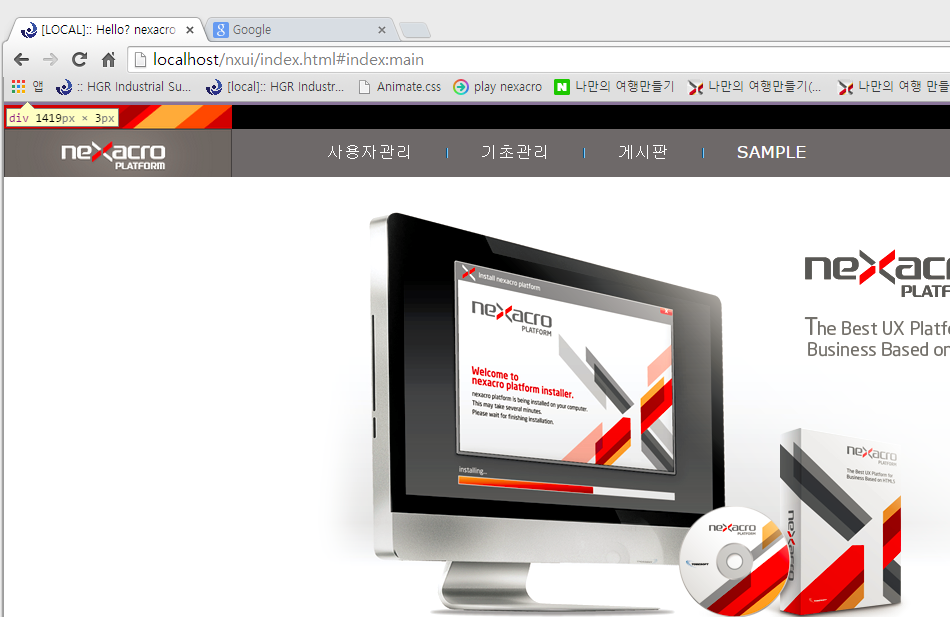 [LOCAL]:: Hello? nexacro
Google
localhost/nxui/index.html#index:main
앱
:: HGR Industrial Su...
[local]:: HGR Industr...
Animate.css
play nexacro
나만의 여행만들기
나만의 여행만들기(...
나만의 여행 만들
div 1419px × 3px
nexacro
PLATFORM
사용자관리
기초관리
게시판
SAMPLE
Install nexacro platform
nexacro
PLATFORM
Welcome to
nexacro platform installer.
nexacro platform is being installed on your computer.
This may take several minutes.
Please wait for finishing installation.
installing...
nexacro
PLATF
The Best UX Platf
Business Based on
nexacro
PLATFORM
The Best UX Platform for
Business Based on HTML5
nexacro
nexacro
PLATFORM